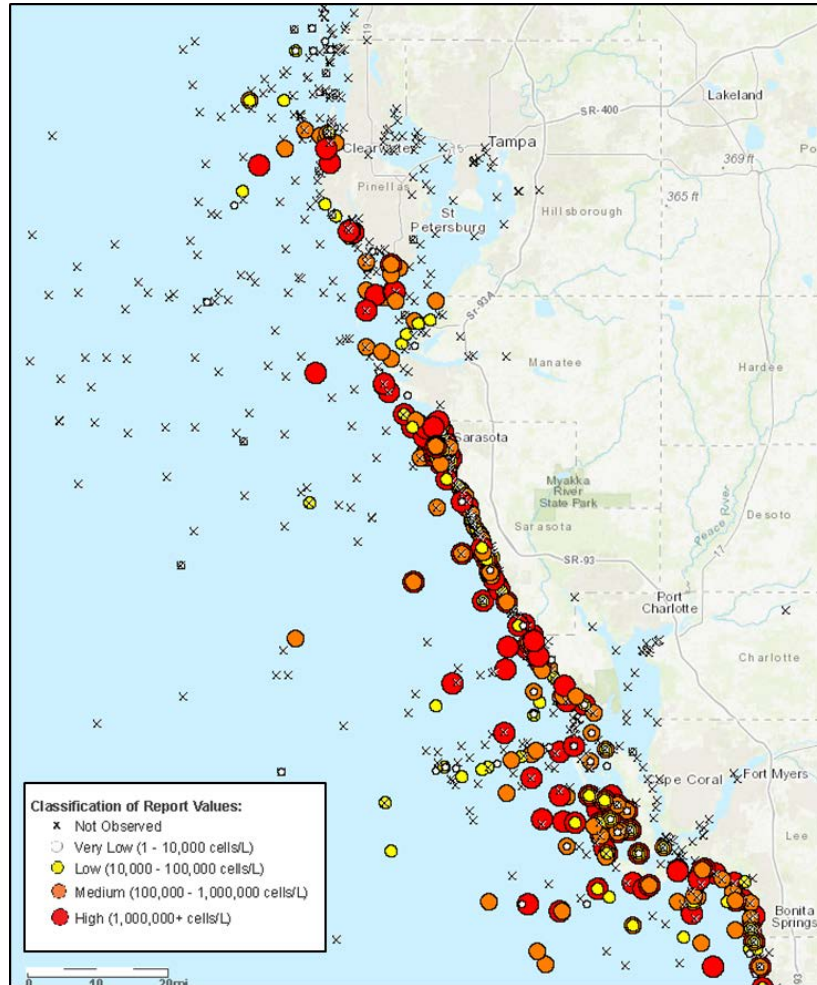 19
SR-400
Lakeland
Clearwater
Tampa
369 ft
Pinellas
365 ft
St
Petersburg
Hillsborough
Sr-93A
Manatee
Hardee
Sarasota
Myakka
River
State Park
Peace River
Sarasota
Desoto
SR-93
17
Port
Charlotte
Charlotte
Cape Coral
Fort Myers
Lee
Bonita
Springs
Classification of Report Values:
x Not Observed
Very Low (1 - 10,000 cells/L)
Low (10,000 - 100,000 cells/L)
Medium (100,000 - 1,000,000 cells/L)
High (1,000,000+ cells/L)
0 10 20mi